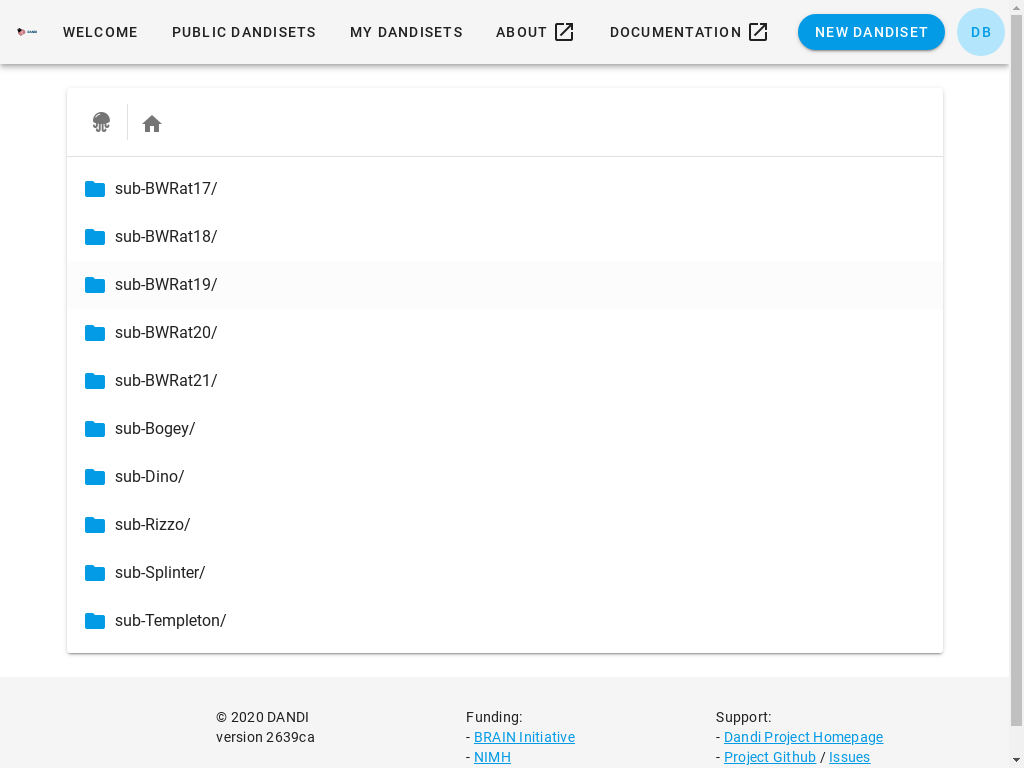 WELCOME PUBLIC DANDISETS MY DANDISETS ABOUT DOCUMENTATION NEW DANDISET DB
sub-BWRat17/
sub-BWRat18/
sub-BWRat19/
sub-BWRat20/
sub-BWRat21/
sub-Bogey/
sub-Dino/
sub-Rizzo/
sub-Splinter/
sub-Templeton/
© 2020 DANDI
version 2639ca
Funding:
- BRAIN Initiative
- NIMH
Support:
- Dandi Project Homepage
- Project Github / Issues